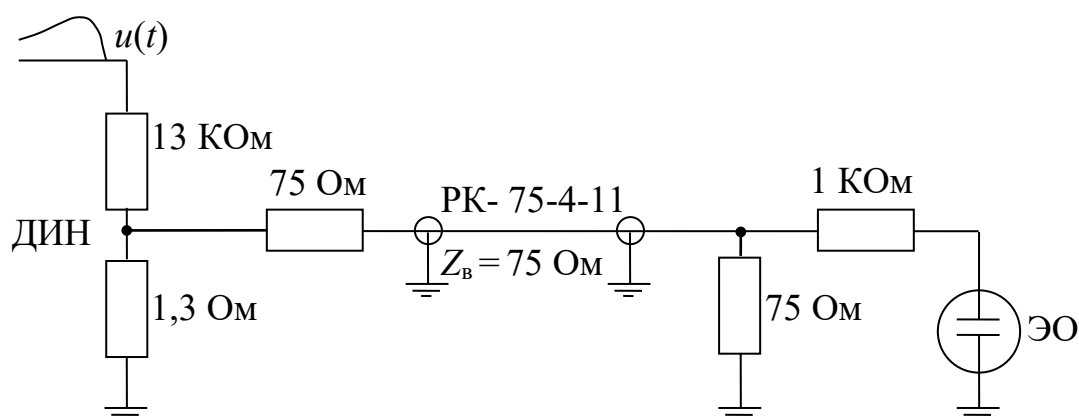 u(t)
13 КОм
75 Ом
РК- 75-4-11
1 КОм
ДИН
Zв = 75 Ом
1,3 Ом
75 Ом
ЭО